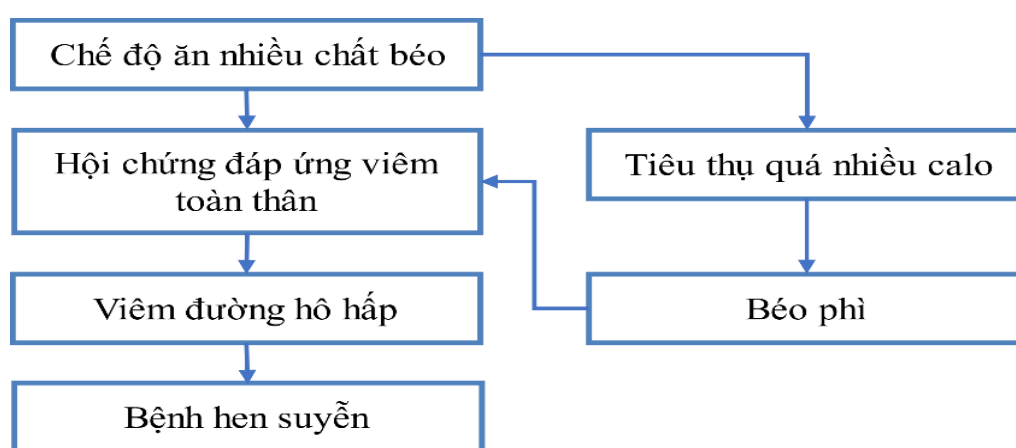 Chế độ ăn nhiều chất béo
Hội chứng đáp ứng viêm
toàn thân
Viêm đường hô hấp
Bệnh hen suyễn
Tiêu thụ quá nhiều calo
Béo phì